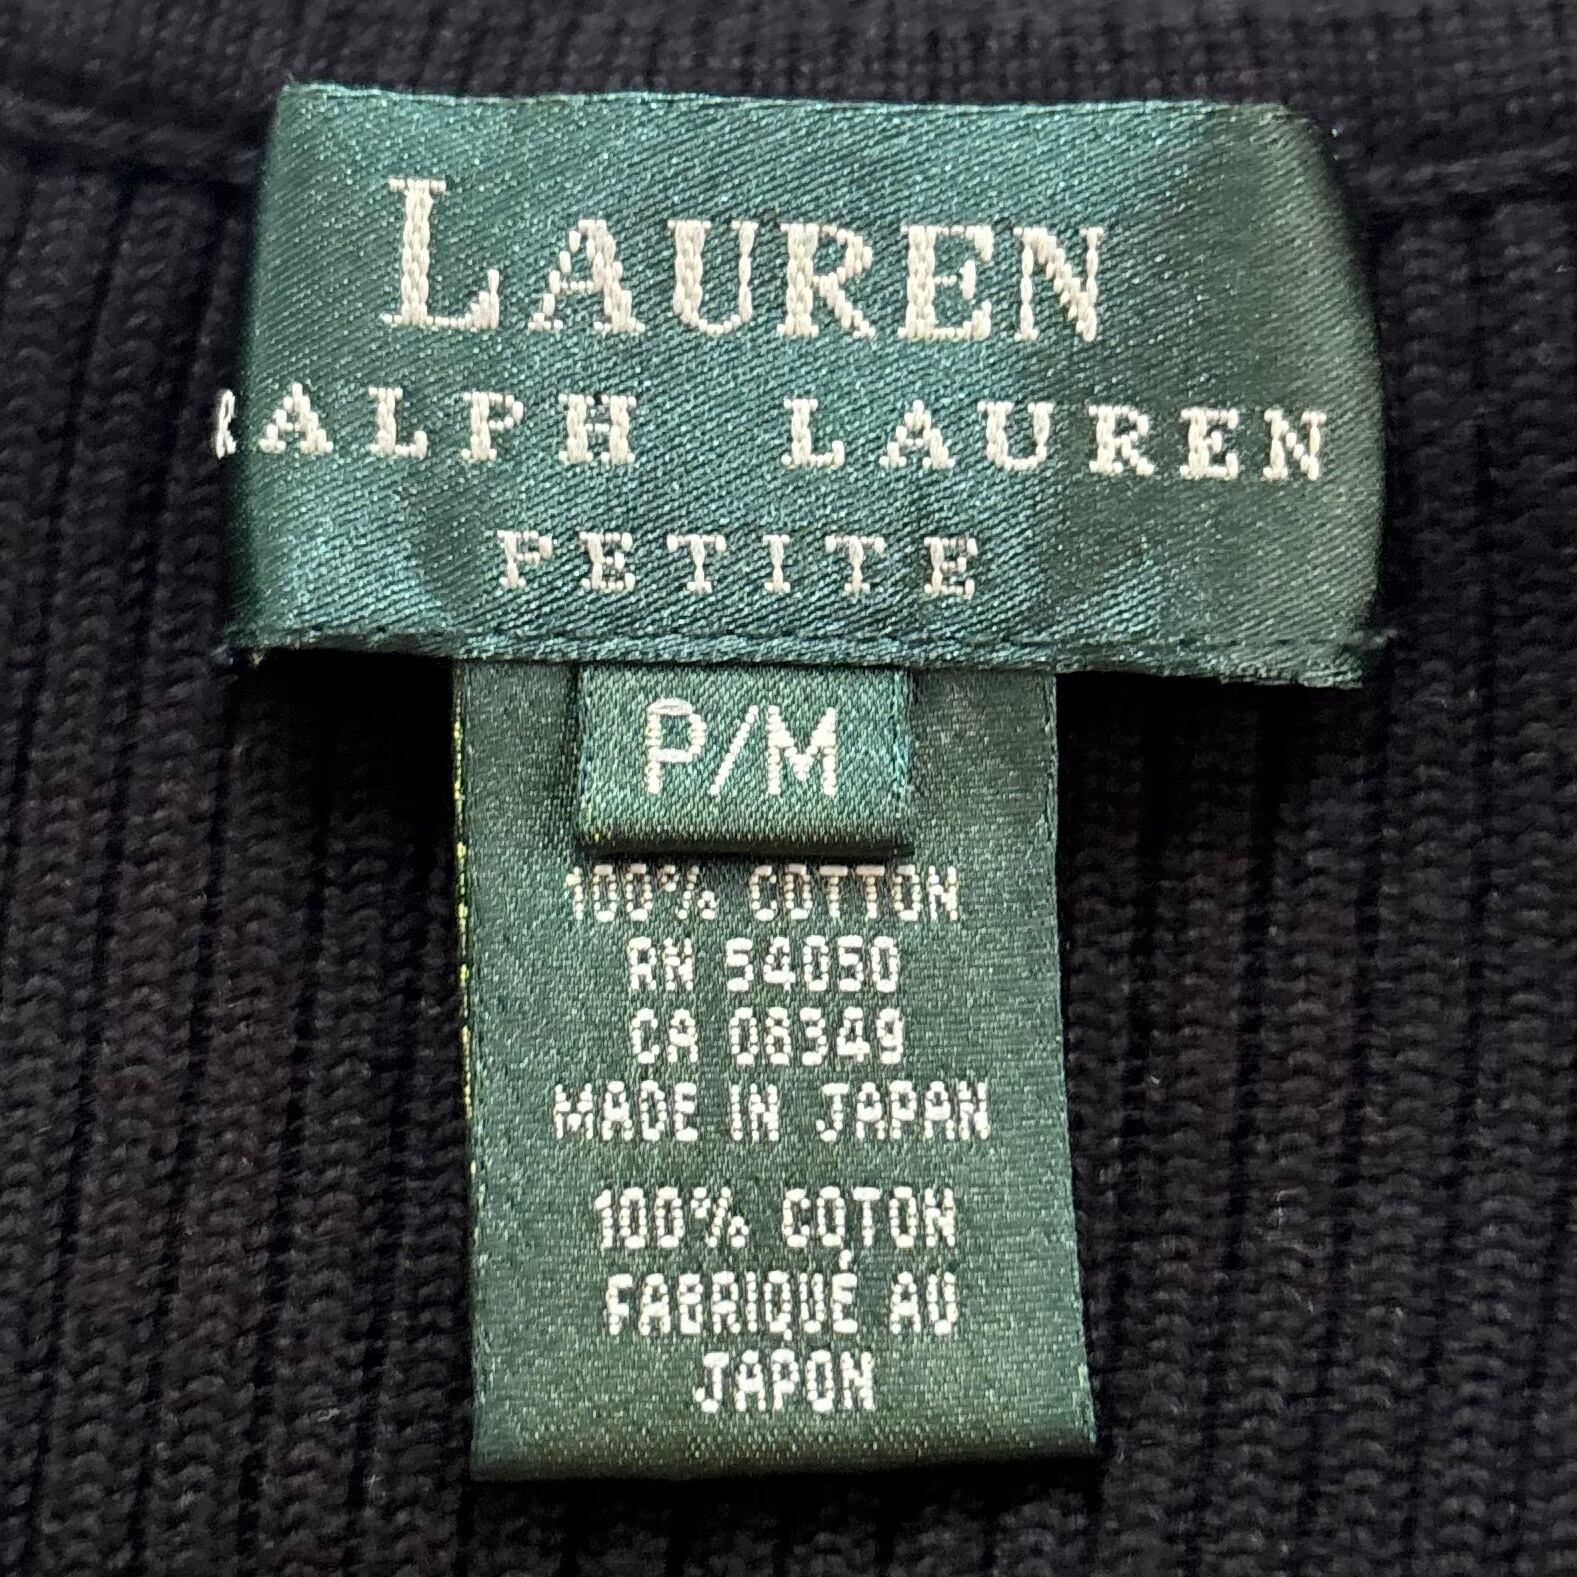 LAUREN
RALPH LAUREN
PETITE
P/M
100% COTTON
RN 54050
CA 08349
MADE IN JAPAN
100% COTON
FABRIQUÉ AU
JAPON